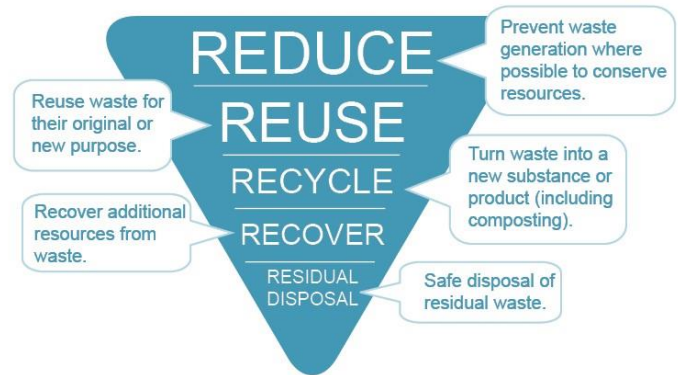 REDUCE
Prevent waste
generation where
possible to conserve
resources.
Reuse waste for
their original or
new purpose.
REUSE
RECYCLE
Turn waste into a
new substance or
product (including
composting).
Recover additional
resources from
waste.
RECOVER
RESIDUAL
DISPOSAL
Safe disposal of
residual waste.